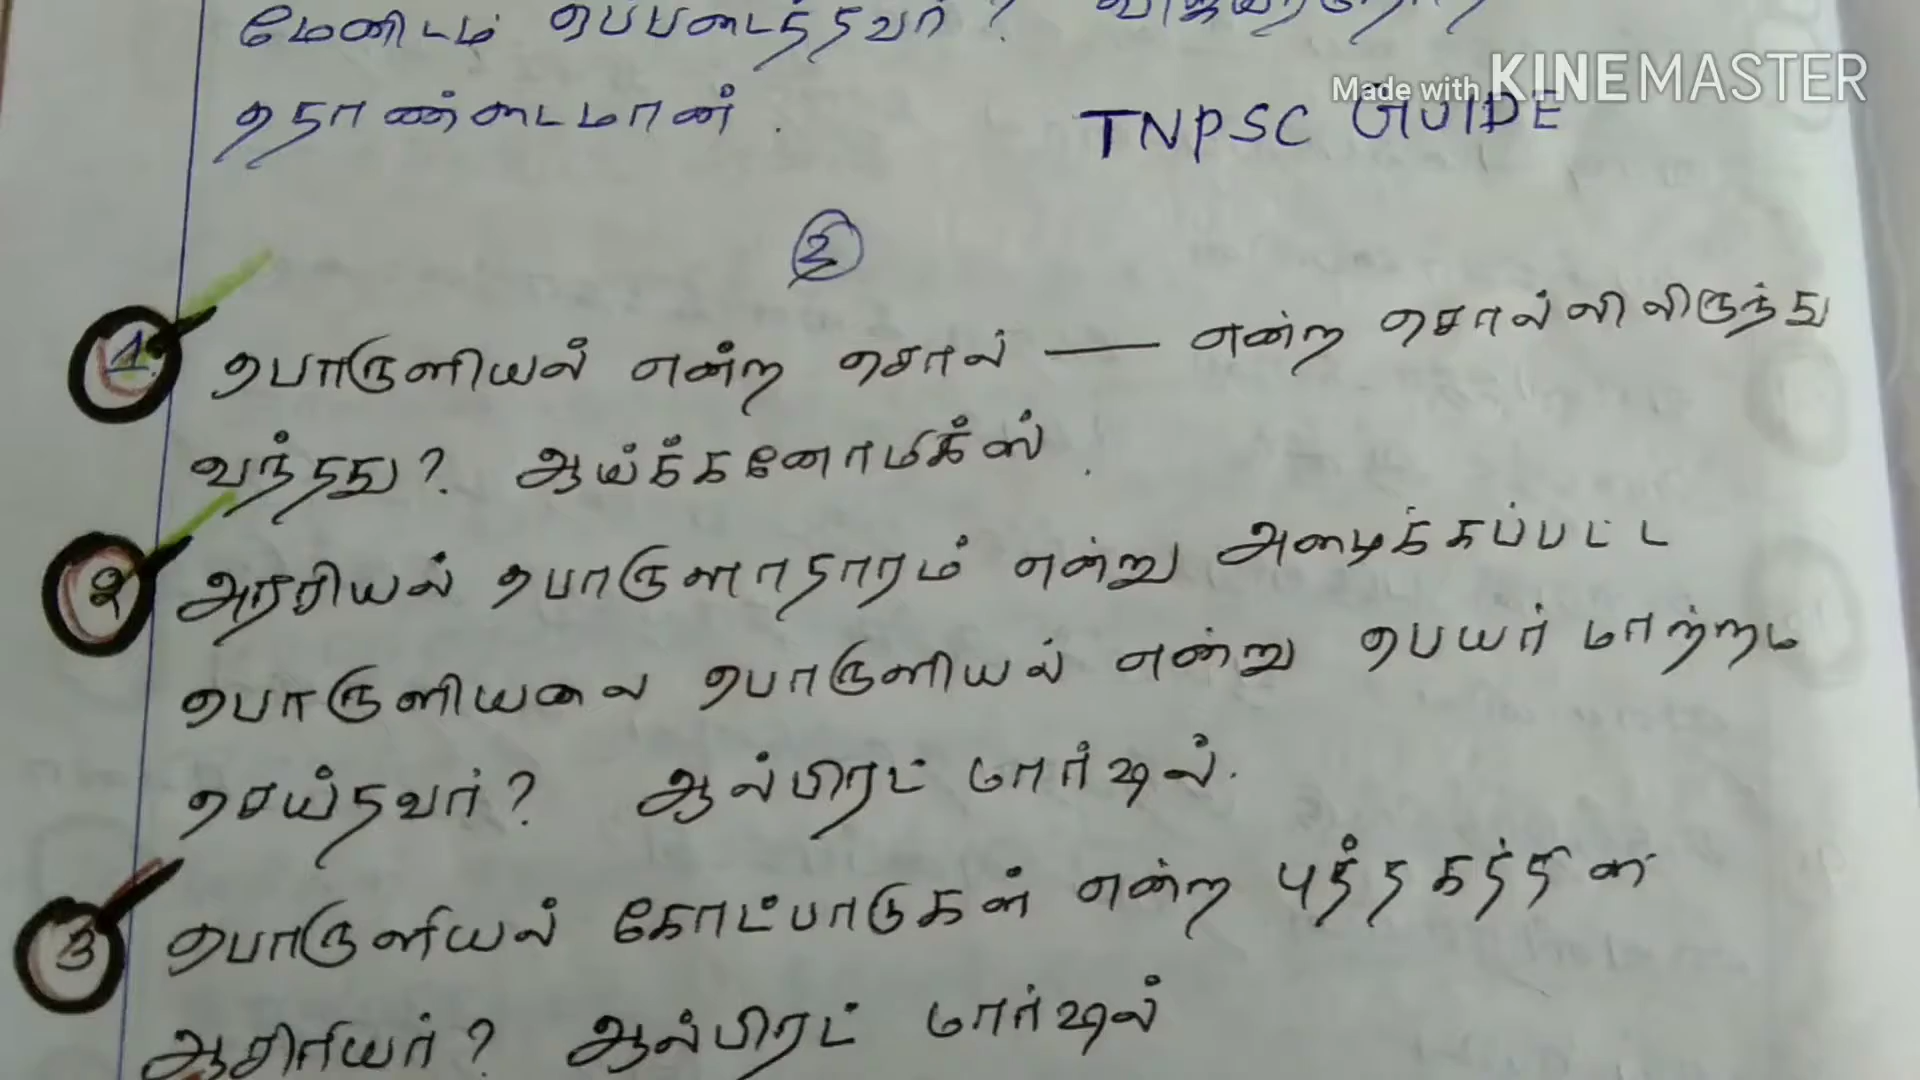 மேனிடம் ஒப்படைத்தவர்?
தொண்டைமான்.
Made with KINEMASTER
TNPSC GUIDE
2
1. பொருளியல் என்ற சொல் — என்ற சொல்லிலிருந்து
வந்தது? ஆய்க்கனோமிக்ஸ்.
2 அரசியல் பொருளாதாரம் என்று அழைக்கப்பட்ட
பொருளியலை பொருளியல் என்று பெயர் மாற்றம்
செய்தவர்? ஆல்பிரட் மார்ஷல்.
3 பொருளியல் கோட்பாடுகள் என்ற புத்தகத்தின்
ஆசிரியர்? ஆல்பிரட் மார்ஷல்